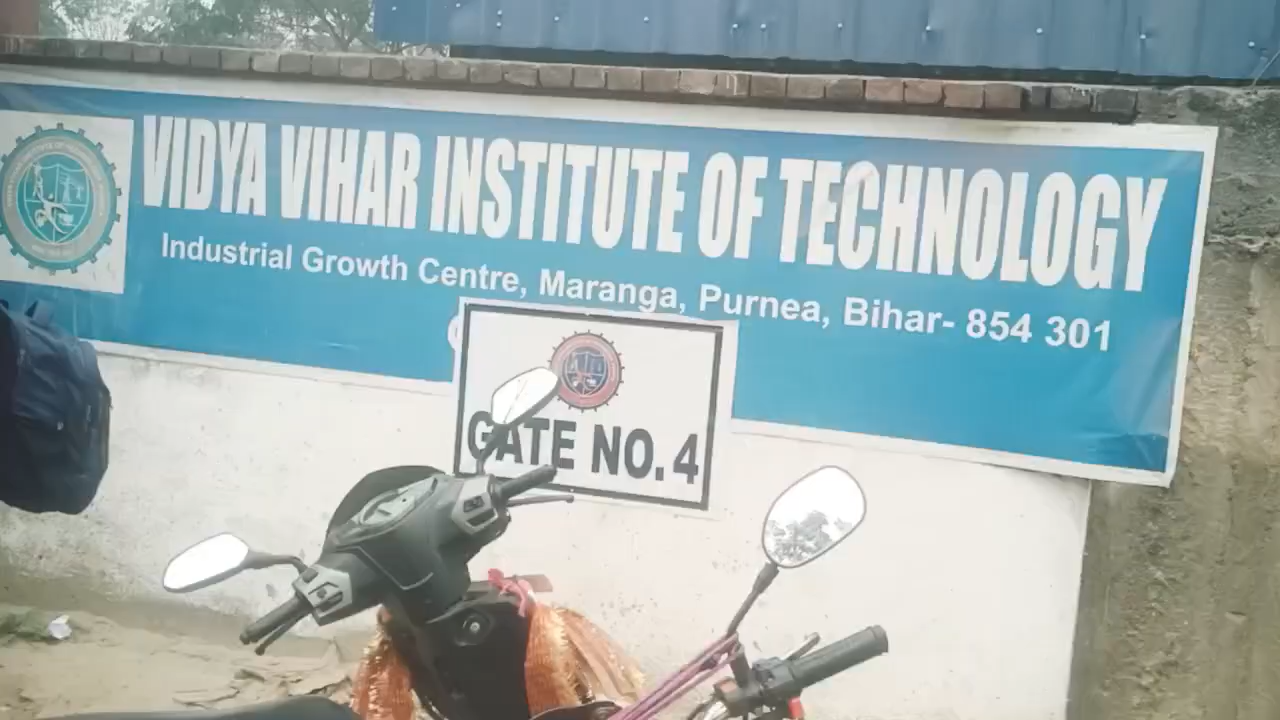 VIDYA VIHAR INSTITUTE OF TECHNOLOGY
Industrial Growth Centre, Maranga, Purnea, Bihar- 854 301
GATE NO. 4